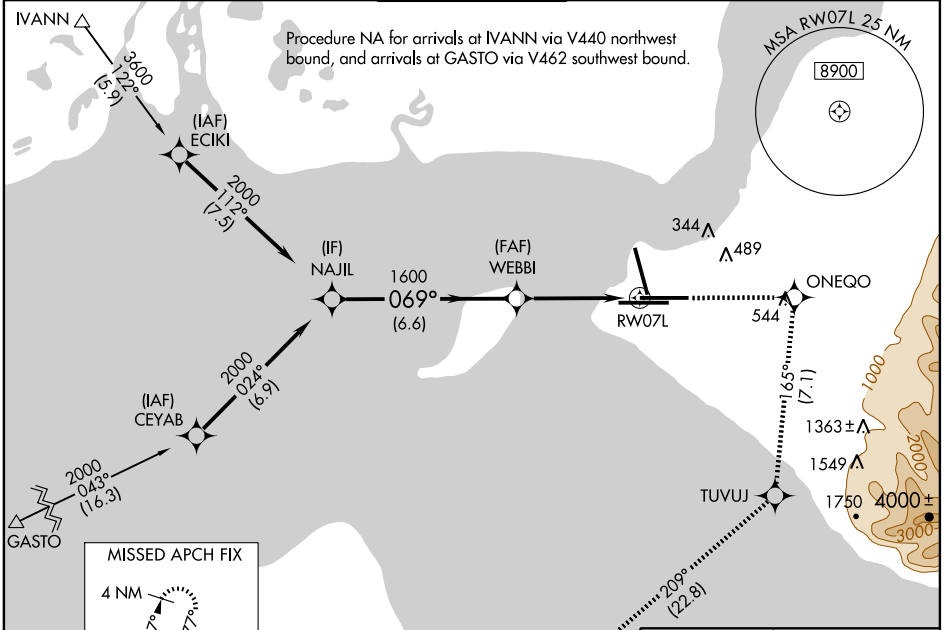 IVANN
3600
122°
(5.9)
Procedure NA for arrivals at IVANN via V440 northwest
bound, and arrivals at GASTO via V462 southwest bound.
MSA RW07L 25 NM
8900
(IAF)
ECIKI
2000
112°
(7.5)
(IF)
NAJIL
1600
069°
(6.6)
(FAF)
WEBBI
344
489
RW07L
ONEQO
544
165°
(7.1)
1000
2000
024°
(6.9)
(IAF)
CEYAB
2000
043°
(16.3)
GASTO
1363±
1549
2000
1750
4000±
3000
TUVUJ
209°
(22.8)
MISSED APCH FIX
4 NM
7°
77°